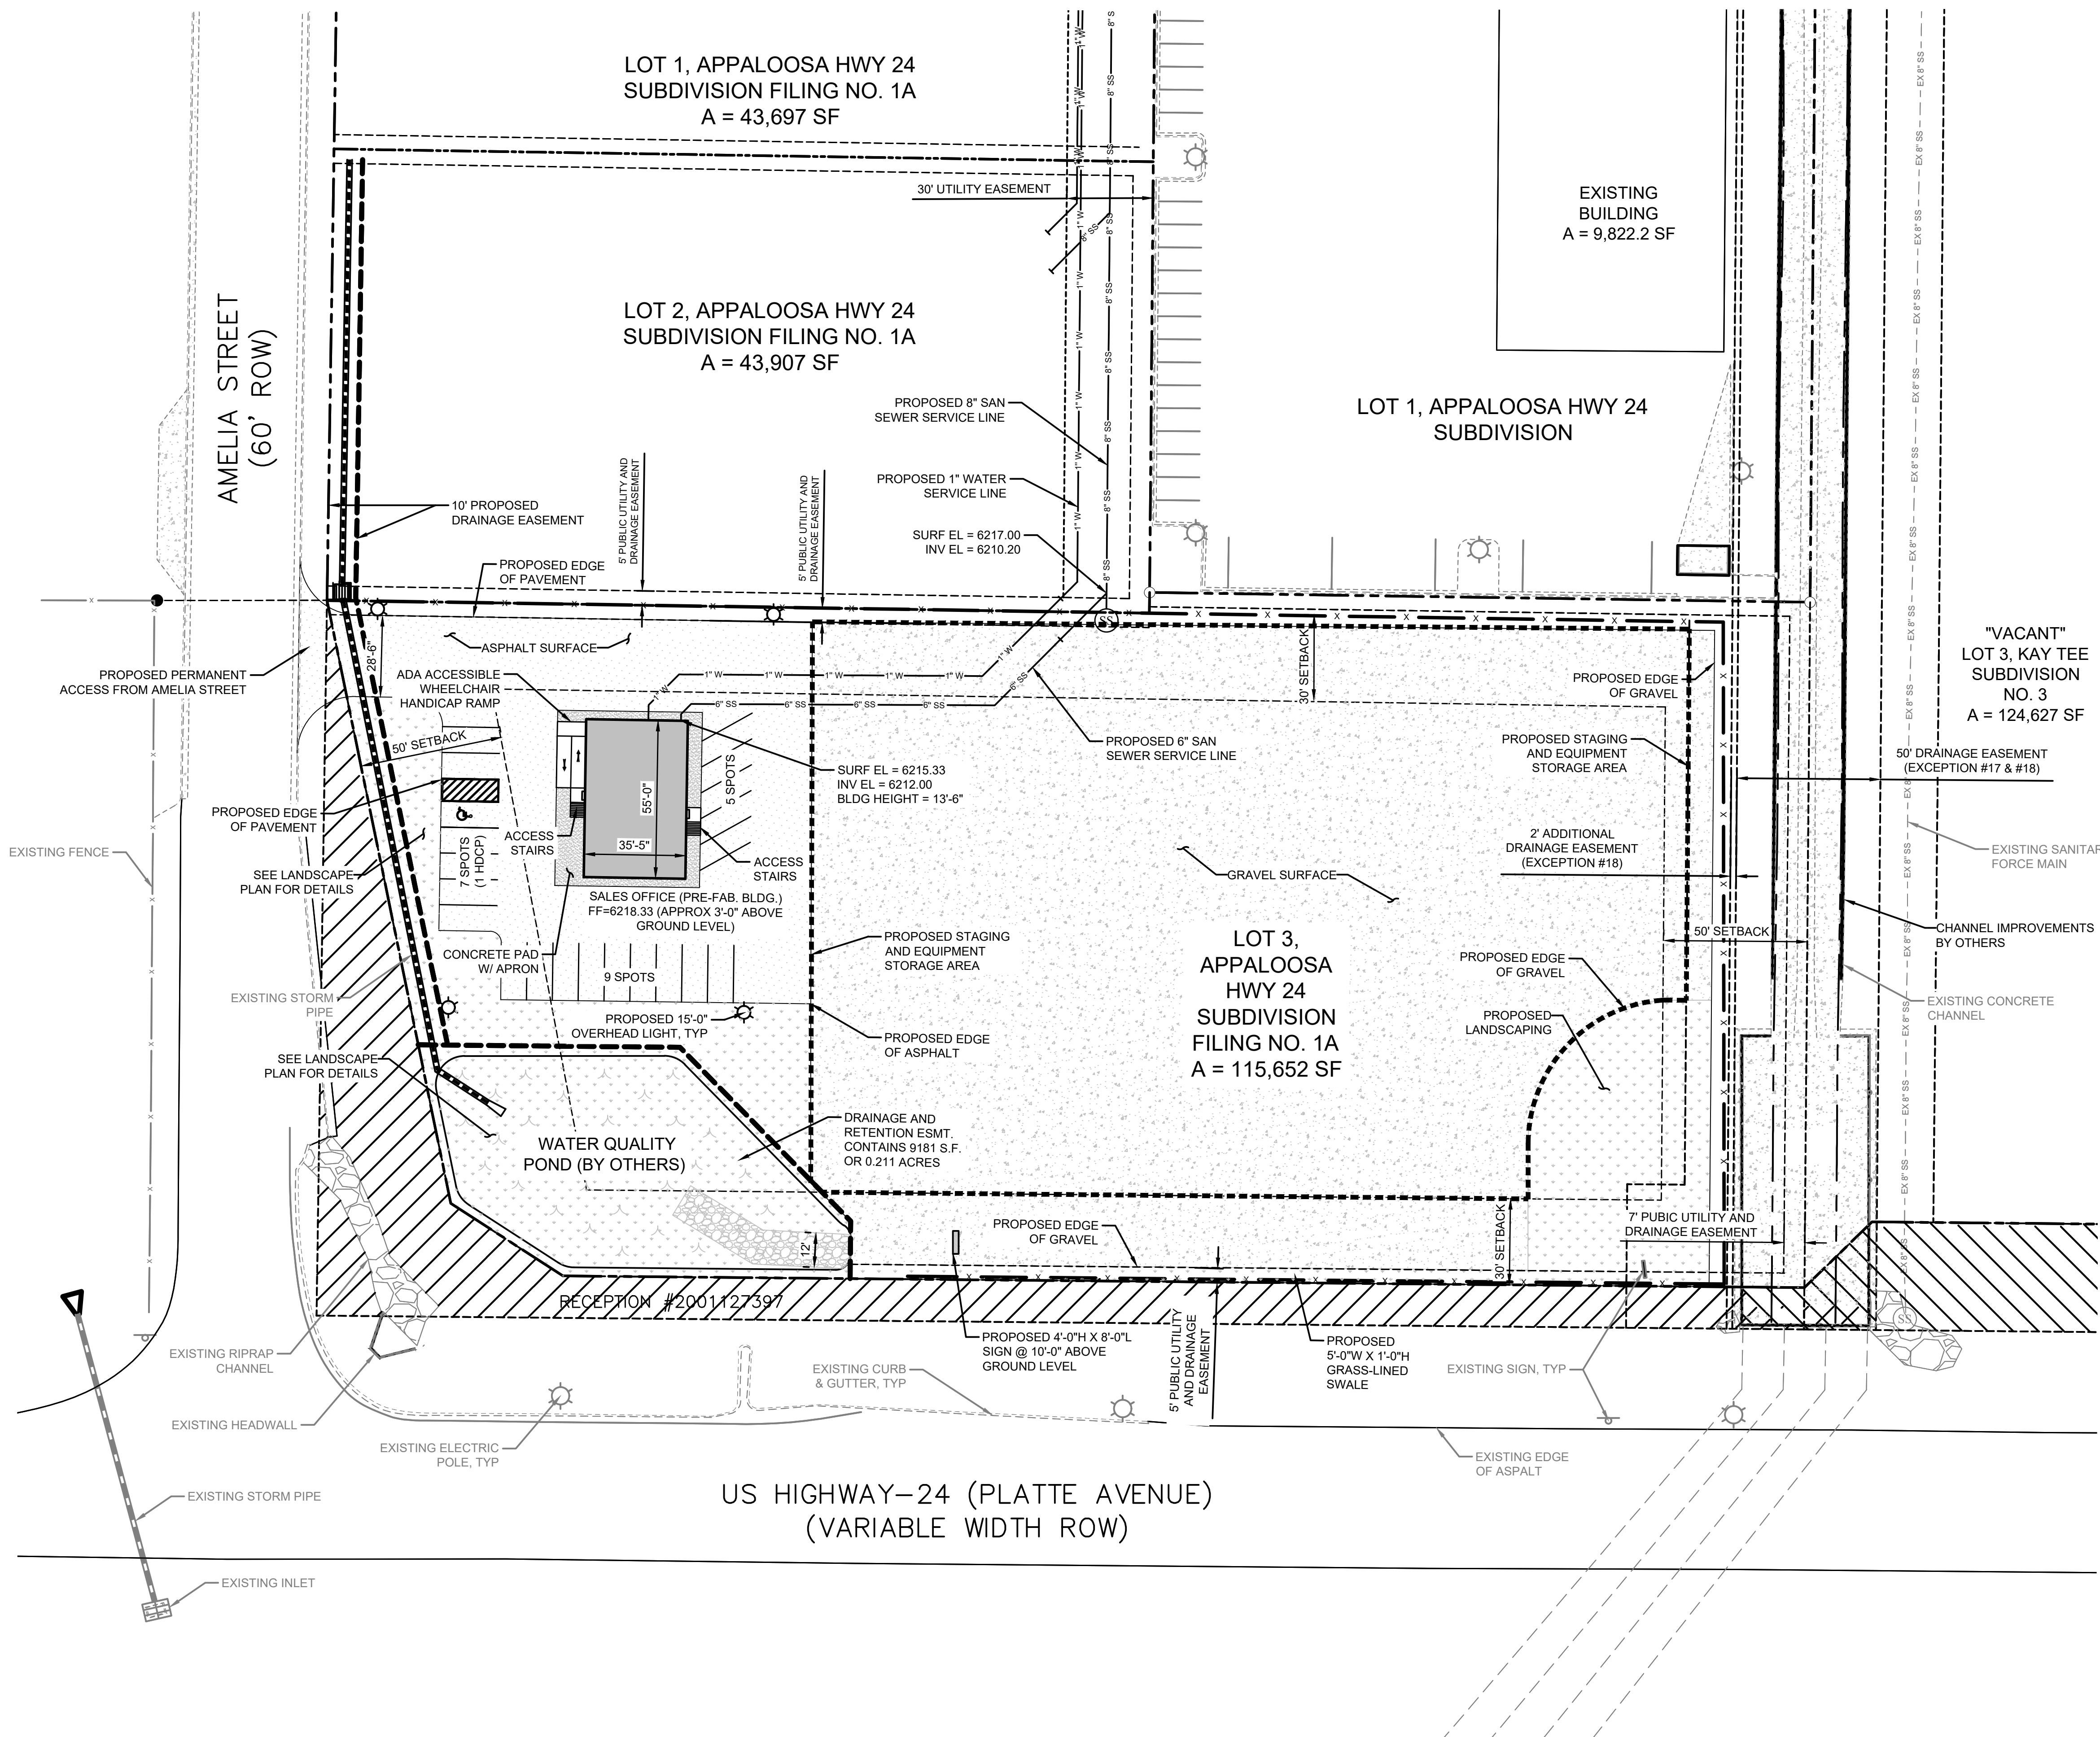 LOT 1, APPALOOSA HWY 24
SUBDIVISION FILING NO. 1A
A = 43,697 SF
30' UTILITY EASEMENT
EXISTING
BUILDING
A = 9,822.2 SF
AMELIA STREET
(60' ROW)
LOT 2, APPALOOSA HWY 24
SUBDIVISION FILING NO. 1A
A = 43,907 SF
PROPOSED 8" SAN
SEWER SERVICE LINE
LOT 1, APPALOOSA HWY 24
SUBDIVISION
PROPOSED 1" WATER
SERVICE LINE
10' PROPOSED
DRAINAGE EASEMENT
5' PUBLIC UTILITY AND
DRAINAGE EASEMENT
5' PUBLIC UTILITY AND
DRAINAGE EASEMENT
SURF EL = 6217.00
INV EL = 6210.20
PROPOSED EDGE
OF PAVEMENT
1" W
8" SS
6" SS
EX 8" SS
SS
X
ASPHALT SURFACE
28'-6"
PROPOSED PERMANENT
ACCESS FROM AMELIA STREET
ADA ACCESSIBLE
WHEELCHAIR
HANDICAP RAMP
30' SETBACK
PROPOSED EDGE
OF GRAVEL
"VACANT"
LOT 3, KAY TEE
SUBDIVISION
NO. 3
A = 124,627 SF
50' SETBACK
PROPOSED 6" SAN
SEWER SERVICE LINE
PROPOSED STAGING
AND EQUIPMENT
STORAGE AREA
50' DRAINAGE EASEMENT
(EXCEPTION #17 & #18)
SURF EL = 6215.33
INV EL = 6212.00
BLDG HEIGHT = 13'-6"
5 SPOTS
55'-0"
35'-5"
PROPOSED EDGE
OF PAVEMENT
EXISTING FENCE
ACCESS
STAIRS
7 SPOTS
(1 HDCP)
ACCESS
STAIRS
2' ADDITIONAL
DRAINAGE EASEMENT
(EXCEPTION #18)
EXISTING SANITAR
FORCE MAIN
SEE LANDSCAPE
PLAN FOR DETAILS
GRAVEL SURFACE
SALES OFFICE (PRE-FAB. BLDG.)
FF=6218.33 (APPROX 3'-0" ABOVE
GROUND LEVEL)
CHANNEL IMPROVEMENTS
BY OTHERS
50' SETBACK
CONCRETE PAD
W/ APRON
9 SPOTS
PROPOSED STAGING
AND EQUIPMENT
STORAGE AREA
LOT 3,
APPALOOSA
HWY 24
SUBDIVISION
FILING NO. 1A
A = 115,652 SF
PROPOSED EDGE
OF GRAVEL
EXISTING STORM
PIPE
EXISTING CONCRETE
CHANNEL
PROPOSED 15'-0"
OVERHEAD LIGHT, TYP
PROPOSED
LANDSCAPING
PROPOSED EDGE
OF ASPHALT
SEE LANDSCAPE
PLAN FOR DETAILS
WATER QUALITY
POND (BY OTHERS)
DRAINAGE AND
RETENTION ESMT.
CONTAINS 9181 S.F.
OR 0.211 ACRES
12'
PROPOSED EDGE
OF GRAVEL
30' SETBACK
7' PUBIC UTILITY AND
DRAINAGE EASEMENT
RECEPTION #2001127397
PROPOSED 4'-0"H X 8'-0"L
SIGN @ 10'-0" ABOVE
GROUND LEVEL
5' PUBLIC UTILITY
AND DRAINAGE
EASEMENT
PROPOSED
5'-0"W X 1'-0"H
GRASS-LINED
SWALE
EXISTING RIPRAP
CHANNEL
EXISTING CURB
& GUTTER, TYP
EXISTING SIGN, TYP
EXISTING HEADWALL
EXISTING ELECTRIC
POLE, TYP
EXISTING EDGE
OF ASPALT
US HIGHWAY-24 (PLATTE AVENUE)
(VARIABLE WIDTH ROW)
EXISTING STORM PIPE
EXISTING INLET